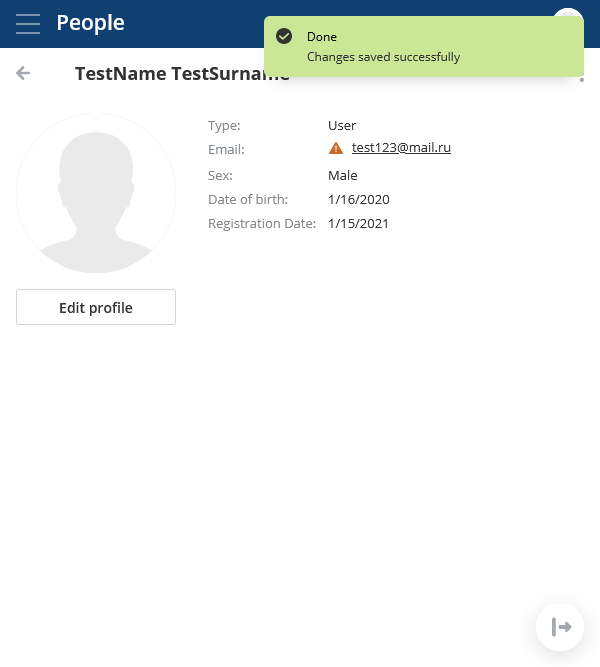 People
Done
Changes saved successfully
TestName TestSurname
Type: User
Email: test123@mail.ru
Sex: Male
Date of birth: 1/16/2020
Registration Date: 1/15/2021
Edit profile